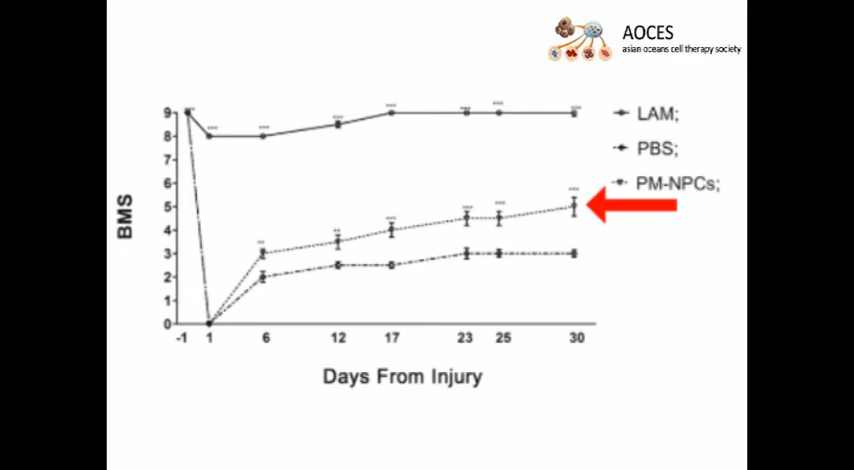 AOCES
asian oceans cell therapy society
9
8
7
6
5
4
3
2
1
0
BMS
-1 1 6 12 17 23 25 30
Days From Injury
LAM;
PBS;
PM-NPCs;
*** *** *** *** *** *** *** ***
** ** *** *** *** ***